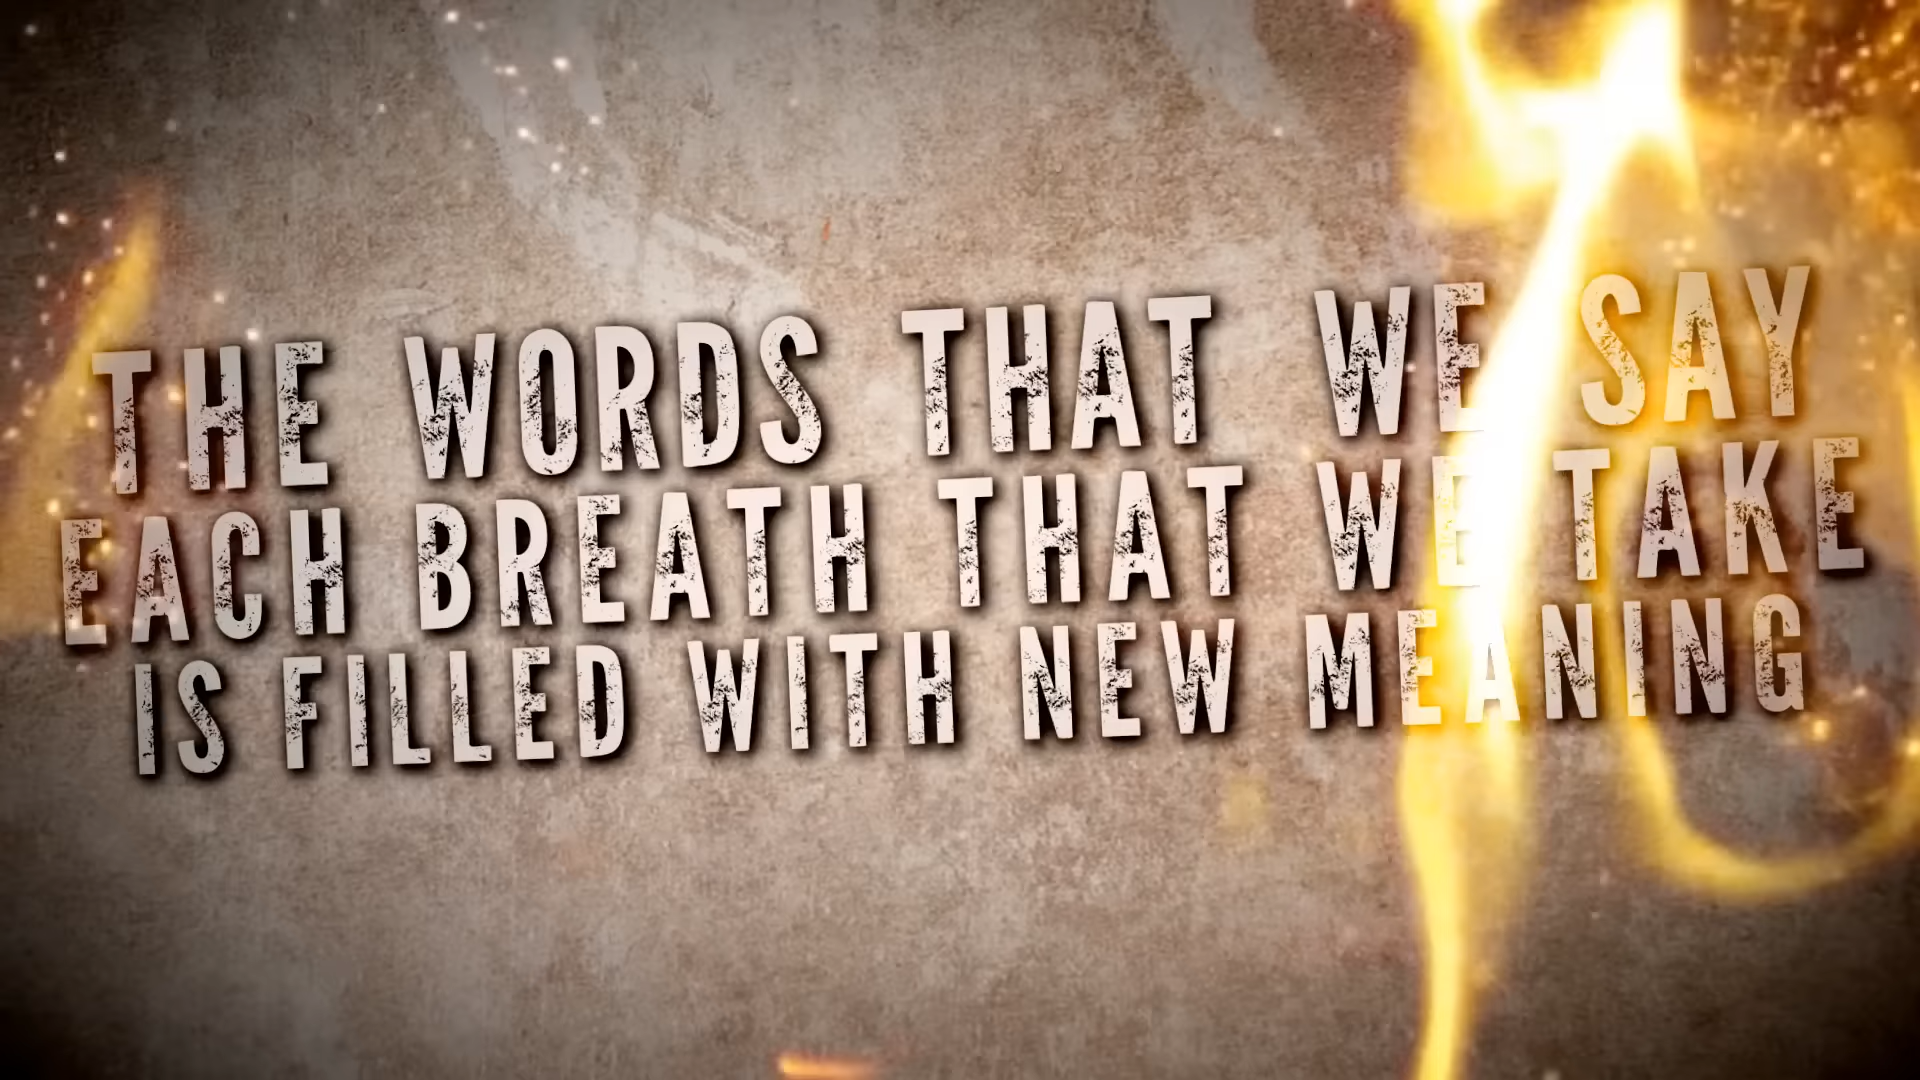 THE WORDS THAT WE SAY
EACH BREATH THAT WE TAKE
IS FILLED WITH NEW MEANING